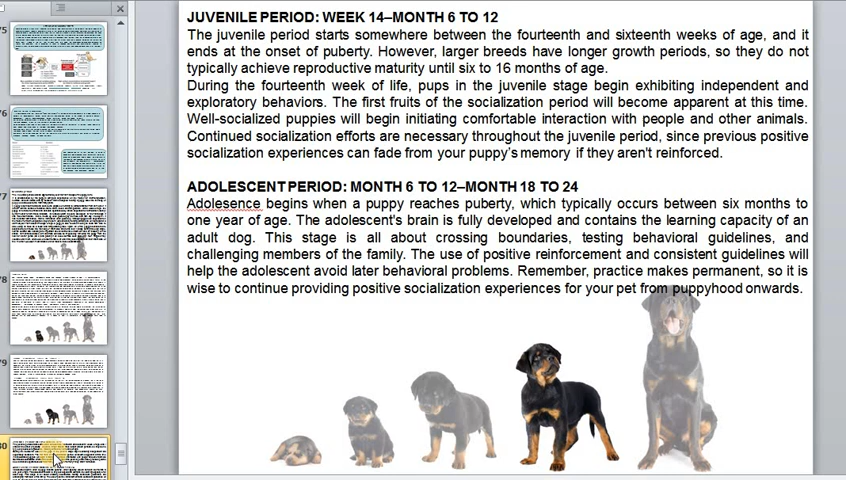 JUVENILE PERIOD: WEEK 14–MONTH 6 TO 12
The juvenile period starts somewhere between the fourteenth and sixteenth weeks of age, and it
ends at the onset of puberty. However, larger breeds have longer growth periods, so they do not
typically achieve reproductive maturity until six to 16 months of age.
During the fourteenth week of life, pups in the juvenile stage begin exhibiting independent and
exploratory behaviors. The first fruits of the socialization period will become apparent at this time.
Well-socialized puppies will begin initiating comfortable interaction with people and other animals.
Continued socialization efforts are necessary throughout the juvenile period, since previous positive
socialization experiences can fade from your puppy's memory if they aren't reinforced.
ADOLESCENT PERIOD: MONTH 6 TO 12–MONTH 18 TO 24
Adolesence begins when a puppy reaches puberty, which typically occurs between six months to
one year of age. The adolescent's brain is fully developed and contains the learning capacity of an
adult dog. This stage is all about crossing boundaries, testing behavioral guidelines, and
challenging members of the family. The use of positive reinforcement and consistent guidelines will
help the adolescent avoid later behavioral problems. Remember, practice makes permanent, so it is
wise to continue providing positive socialization experiences for your pet from puppyhood onwards.